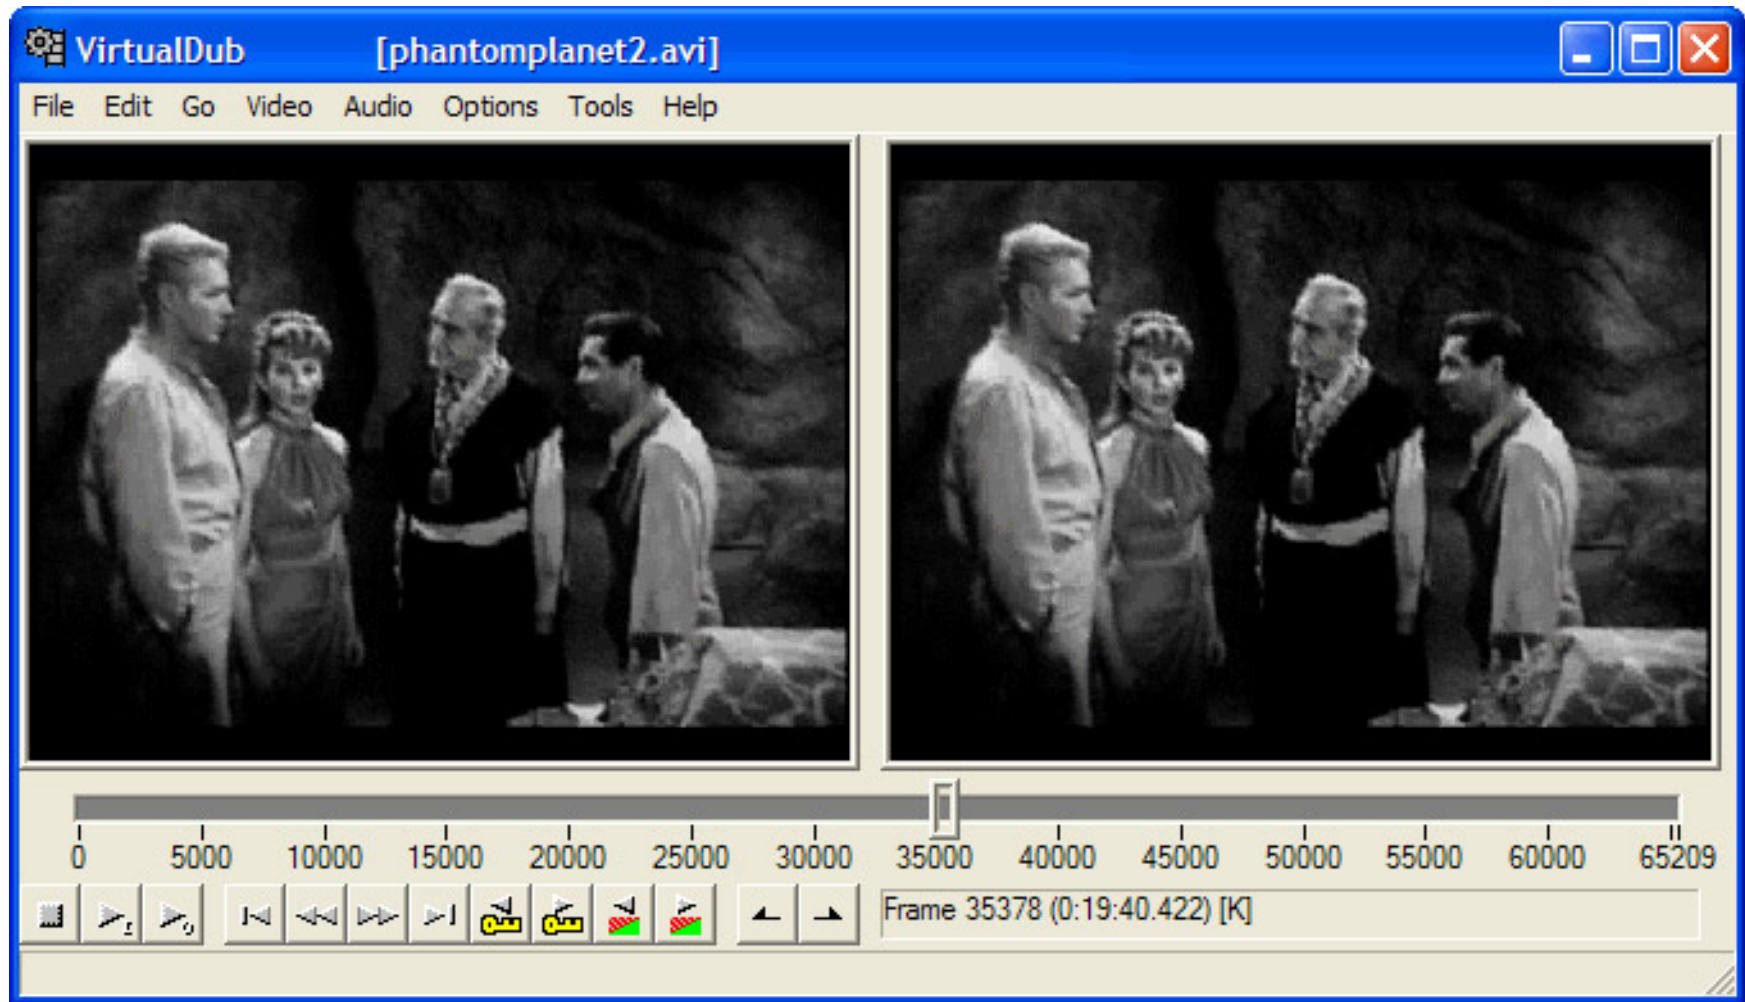 VirtualDub [phantomplanet2.avi]
File Edit Go Video Audio Options Tools Help
0 5000 10000 15000 20000 25000 30000 35000 40000 45000 50000 55000 60000 65209
Frame 35378 (0:19:40.422) [K]